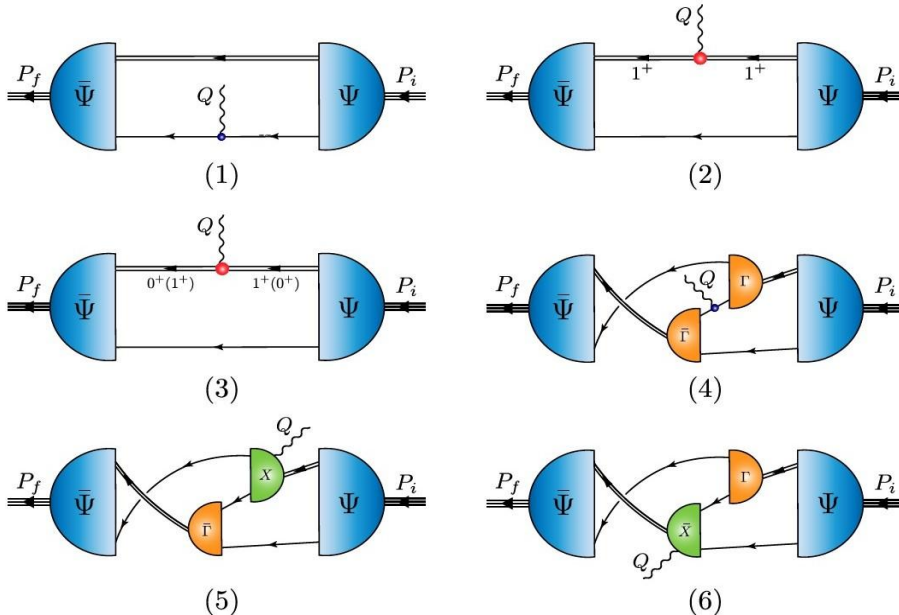 Q
P_f Ψ̄ Q Ψ P_i P_f Ψ̄ 1⁺ 1⁺ Ψ P_i
(1) (2)
Q
P_f Ψ̄ 0⁺(1⁺) 1⁺(0⁺) Ψ P_i P_f Ψ̄ Q Γ Γ̄ Ψ P_i
(3) (4)
Q
P_f Ψ̄ X Γ̄ Ψ P_i P_f Ψ̄ Γ X̄ Ψ P_i
Q
(5) (6)